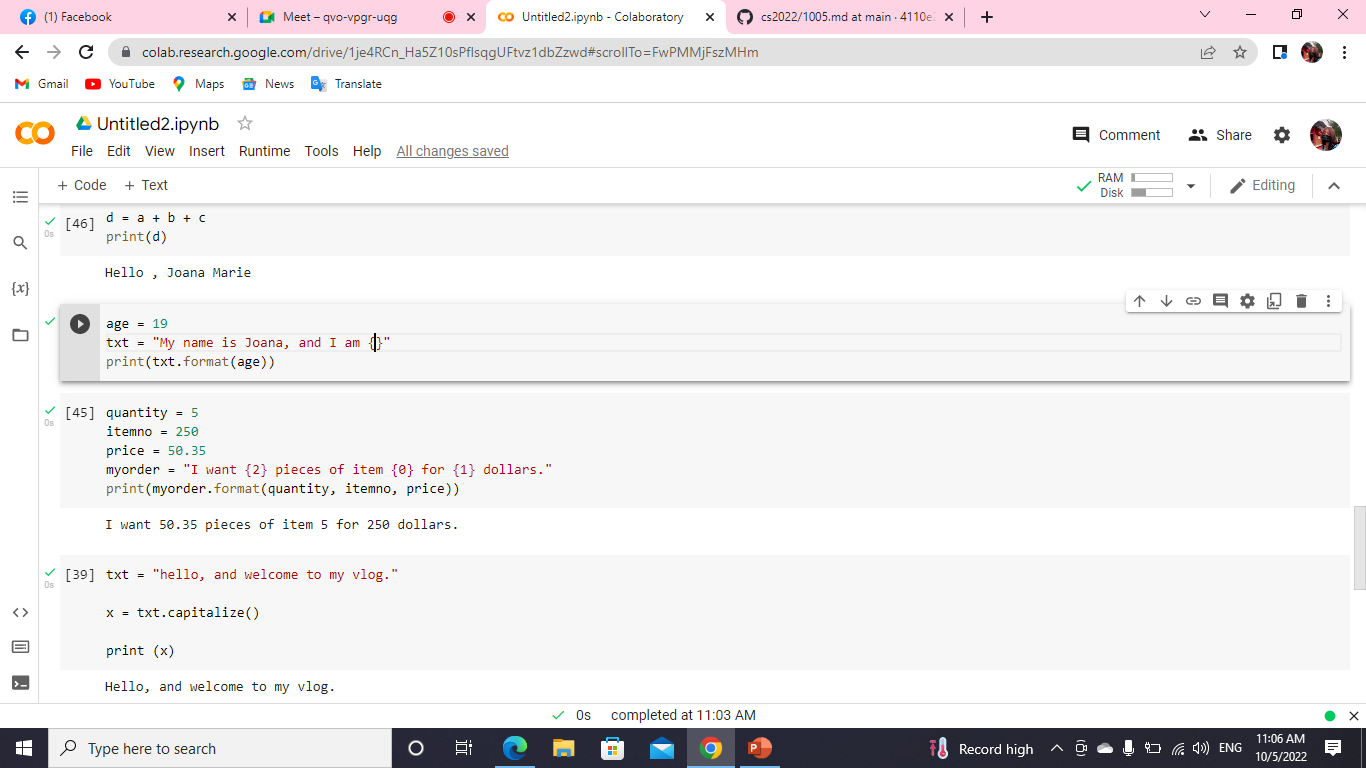 (1) Facebook
Meet – qvo-vpgr-uqg
Untitled2.ipynb - Colaboratory
cs2022/1005.md at main · 4110e
colab.research.google.com/drive/1je4RCn_Ha5Z10sPflsqgUFtvz1dbZzwd#scrollTo=FwPMMjFszMHm
Gmail YouTube Maps News Translate
Untitled2.ipynb
Comment Share
File Edit View Insert Runtime Tools Help All changes saved
+ Code + Text
RAM
Disk
Editing
[46] d = a + b + c
0s
print(d)
Hello , Joana Marie
{x}
age = 19
txt = "My name is Joana, and I am {}"
print(txt.format(age))
[45] quantity = 5
0s
itemno = 250
price = 50.35
myorder = "I want {2} pieces of item {0} for {1} dollars."
print(myorder.format(quantity, itemno, price))
I want 50.35 pieces of item 5 for 250 dollars.
[39] txt = "hello, and welcome to my vlog."
0s
x = txt.capitalize()
print (x)
Hello, and welcome to my vlog.
0s completed at 11:03 AM
Type here to search
Record high
ENG
11:06 AM
10/5/2022